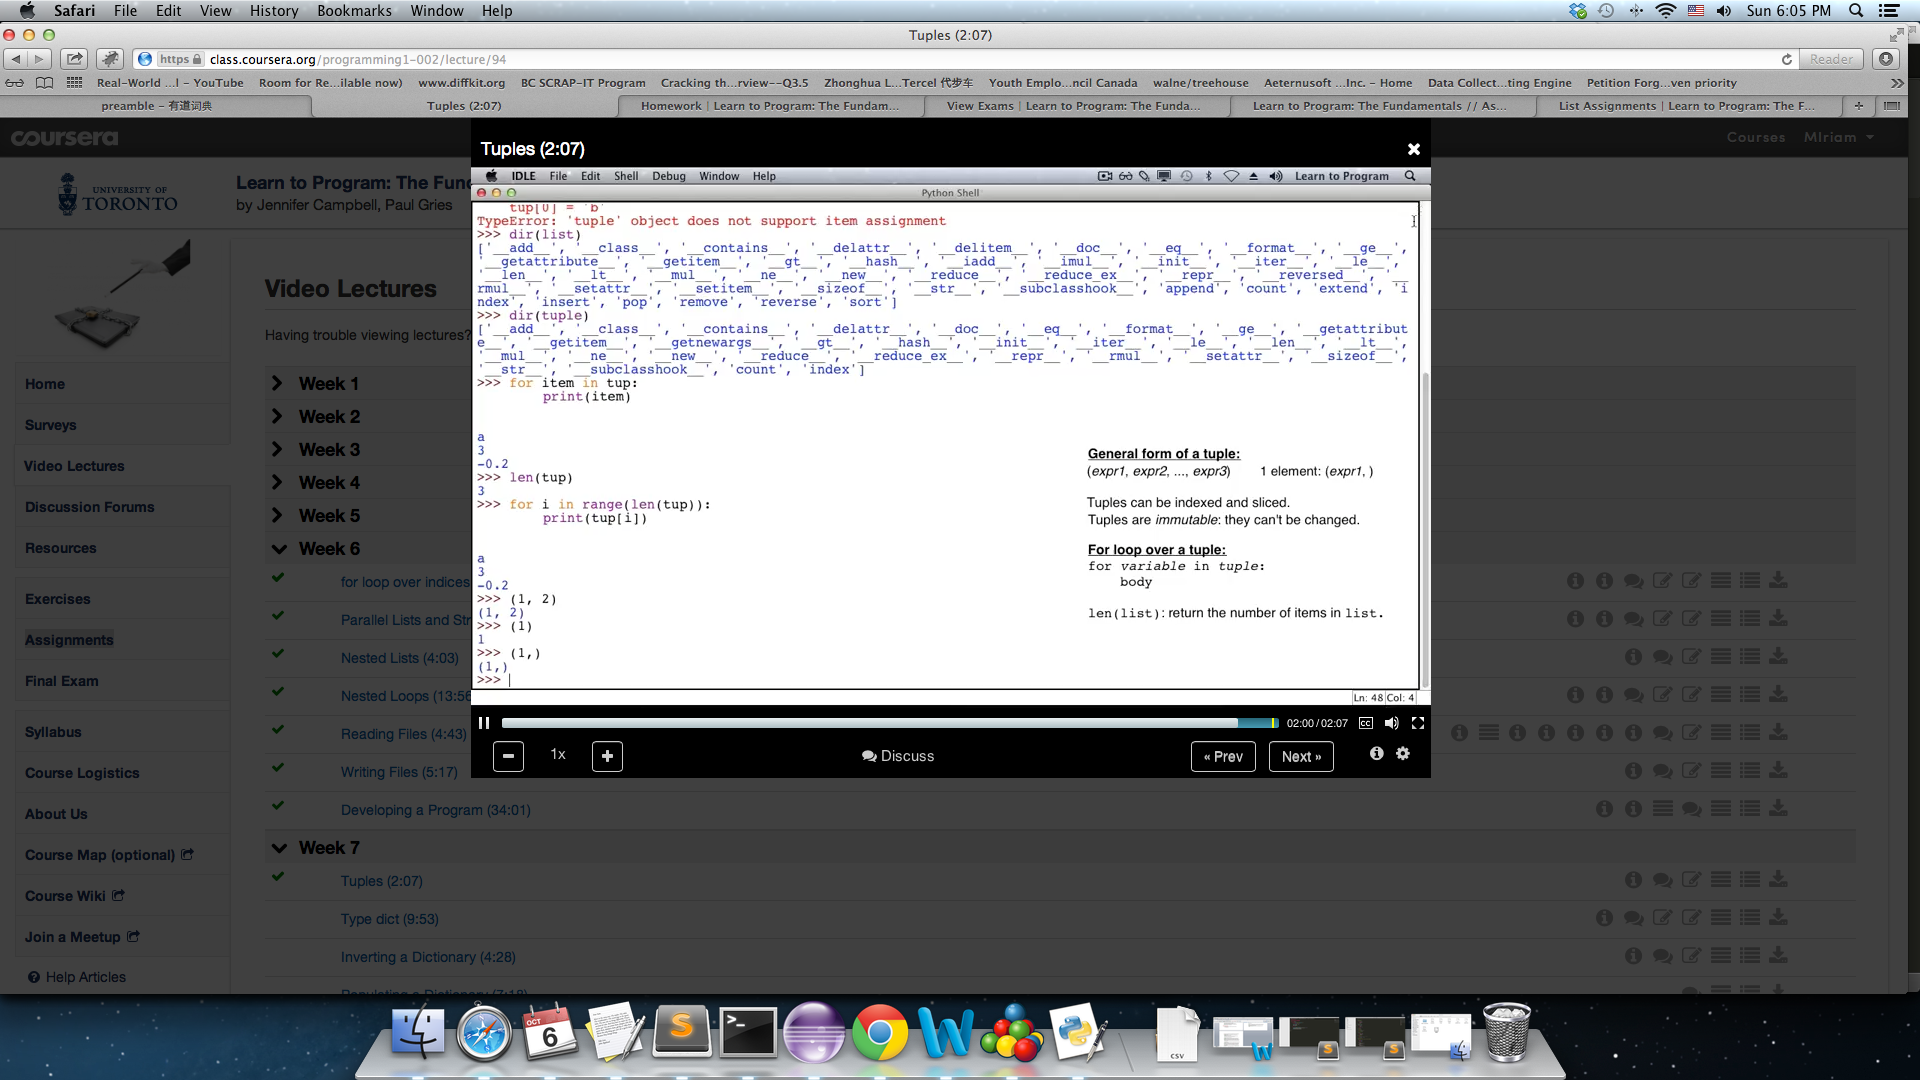 Safari File Edit View History Bookmarks Window Help Sun 6:05 PM
Tuples (2:07)
https class.coursera.org/programming1-002/lecture/94 Reader
Real-World ...l – YouTube Room for Re...ilable now) www.diffkit.org BC SCRAP-IT Program Cracking th...rview--Q3.5 Zhonghua L...Tercel 代步车 Youth Emplo...ncil Canada walne/treehouse Aeternusoft ...Inc. – Home Data Collect...ting Engine Petition Forg...ven priority
preamble – 有道词典 Tuples (2:07) Homework | Learn to Program: The Fundam... View Exams | Learn to Program: The Funda... Learn to Program: The Fundamentals // As... List Assignments | Learn to Program: The F...
coursera Courses MIriam
UNIVERSITY OF
TORONTO
Learn to Program: The Fun
by Jennifer Campbell, Paul Gries
Home
Surveys
Video Lectures
Discussion Forums
Resources
Exercises
Assignments
Final Exam
Syllabus
Course Logistics
About Us
Course Map (optional)
Course Wiki
Join a Meetup
Help Articles
Video Lectures
Having trouble viewing lectures?
Week 1
Week 2
Week 3
Week 4
Week 5
Week 6
for loop over indices
Parallel Lists and Str
Nested Lists (4:03)
Nested Loops (13:56
Reading Files (4:43)
Writing Files (5:17)
Developing a Program (34:01)
Week 7
Tuples (2:07)
Type dict (9:53)
Inverting a Dictionary (4:28)
Tuples (2:07)
IDLE File Edit Shell Debug Window Help Learn to Program
Python Shell
tup[0] = 'b'
TypeError: 'tuple' object does not support item assignment
>>> dir(list)
['__add__', '__class__', '__contains__', '__delattr__', '__delitem__', '__doc__', '__eq__', '__format__', '__ge__',
'__getattribute__', '__getitem__', '__gt__', '__hash__', '__iadd__', '__imul__', '__init__', '__iter__', '__le__',
'__len__', '__lt__', '__mul__', '__ne__', '__new__', '__reduce__', '__reduce_ex__', '__repr__', '__reversed__', '__
rmul__', '__setattr__', '__setitem__', '__sizeof__', '__str__', '__subclasshook__', 'append', 'count', 'extend', 'i
ndex', 'insert', 'pop', 'remove', 'reverse', 'sort']
>>> dir(tuple)
['__add__', '__class__', '__contains__', '__delattr__', '__doc__', '__eq__', '__format__', '__ge__', '__getattribut
e__', '__getitem__', '__getnewargs__', '__gt__', '__hash__', '__init__', '__iter__', '__le__', '__len__', '__lt__',
'__mul__', '__ne__', '__new__', '__reduce__', '__reduce_ex__', '__repr__', '__rmul__', '__setattr__', '__sizeof__',
'__str__', '__subclasshook__', 'count', 'index']
>>> for item in tup:
print(item)
a
3
-0.2
>>> len(tup)
3
>>> for i in range(len(tup)):
print(tup[i])
a
3
-0.2
>>> (1, 2)
(1, 2)
>>> (1)
1
>>> (1,)
(1,)
>>>
General form of a tuple:
(expr1, expr2, ..., expr3) 1 element: (expr1, )
Tuples can be indexed and sliced.
Tuples are immutable: they can't be changed.
For loop over a tuple:
for variable in tuple:
body
len(list): return the number of items in list.
Ln: 48 Col: 4
02:00 / 02:07 CC
1x Discuss « Prev Next »
OCT
6
CSV